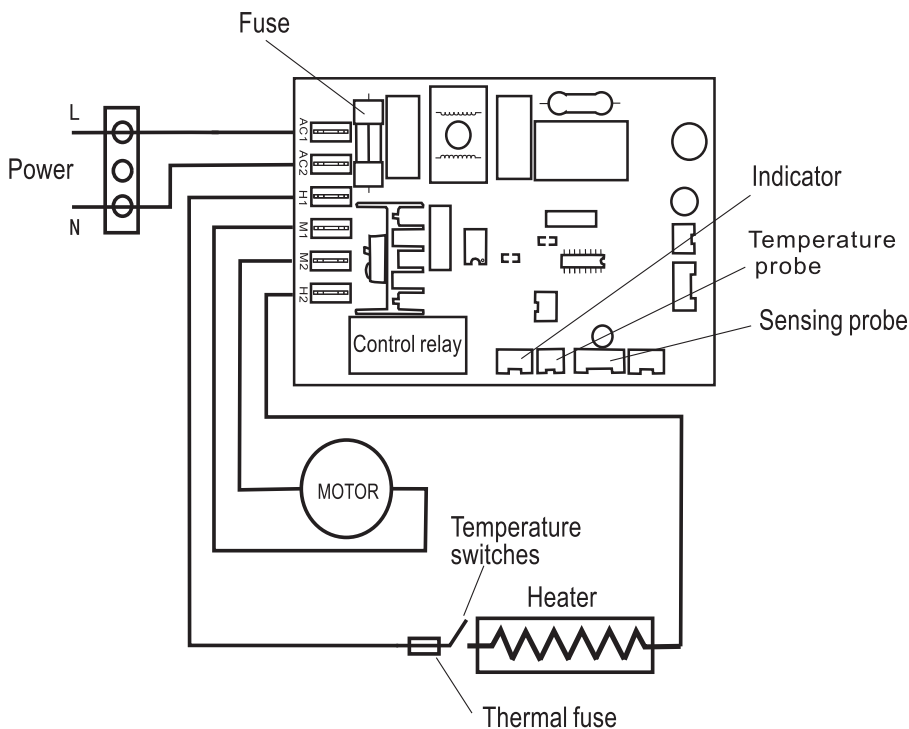 Fuse
L
Power
N
AC1
AC2
H1
M1
M2
H2
Indicator
Temperature
probe
Sensing probe
Control relay
MOTOR
Temperature
switches
Heater
Thermal fuse